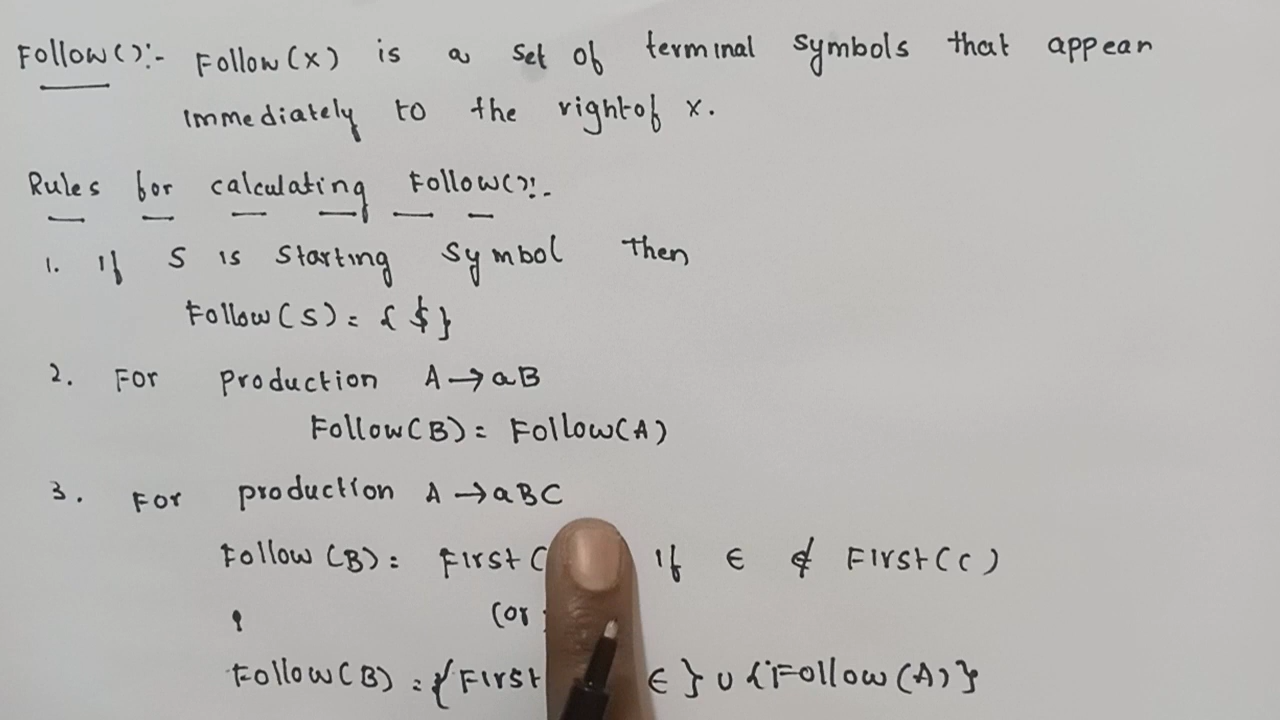 Follow():- Follow(x) is a set of terminal symbols that appear
immediately to the right of x.
Rules for calculating Follow():-
1. If S is starting symbol then
Follow(S) = {$}
2. For production A→aB
Follow(B) = Follow(A)
3. For production A→aBC
Follow(B) = First( If ϵ ∉ First(C)
(or
Follow(B) = {First ϵ} ∪ {Follow(A)}